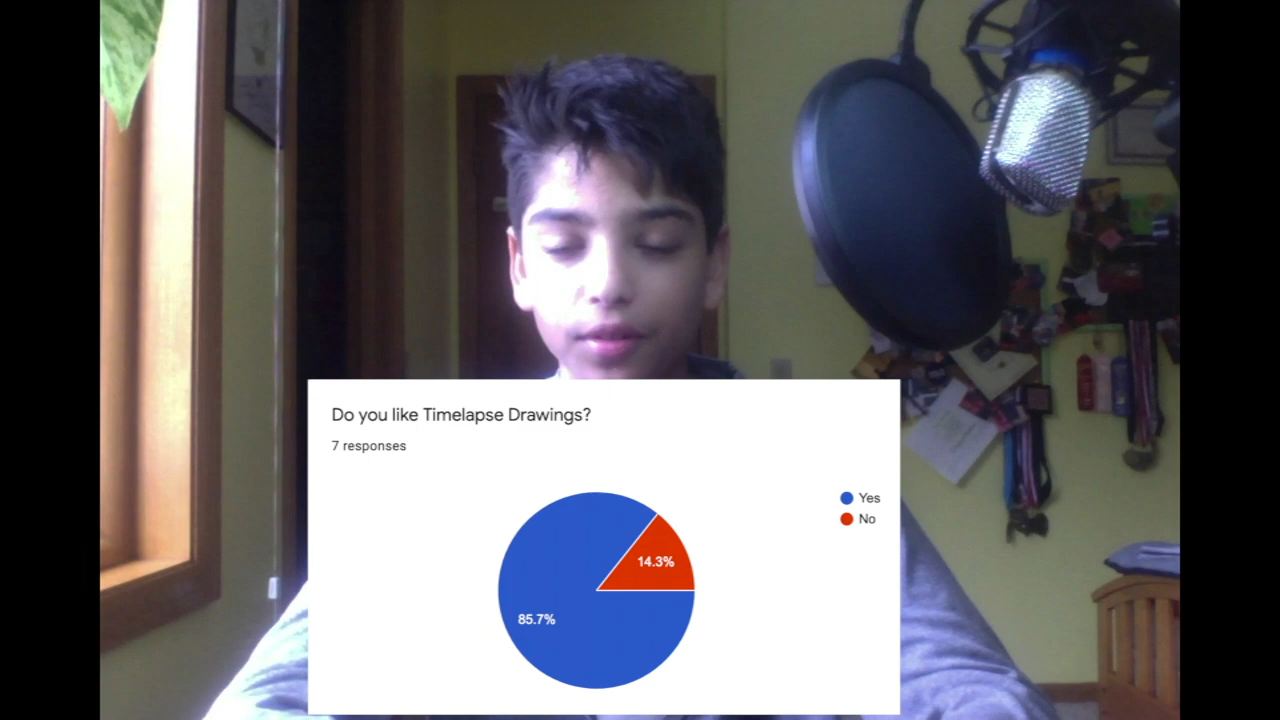 Do you like Timelapse Drawings?
7 responses
Yes
No
14.3%
85.7%